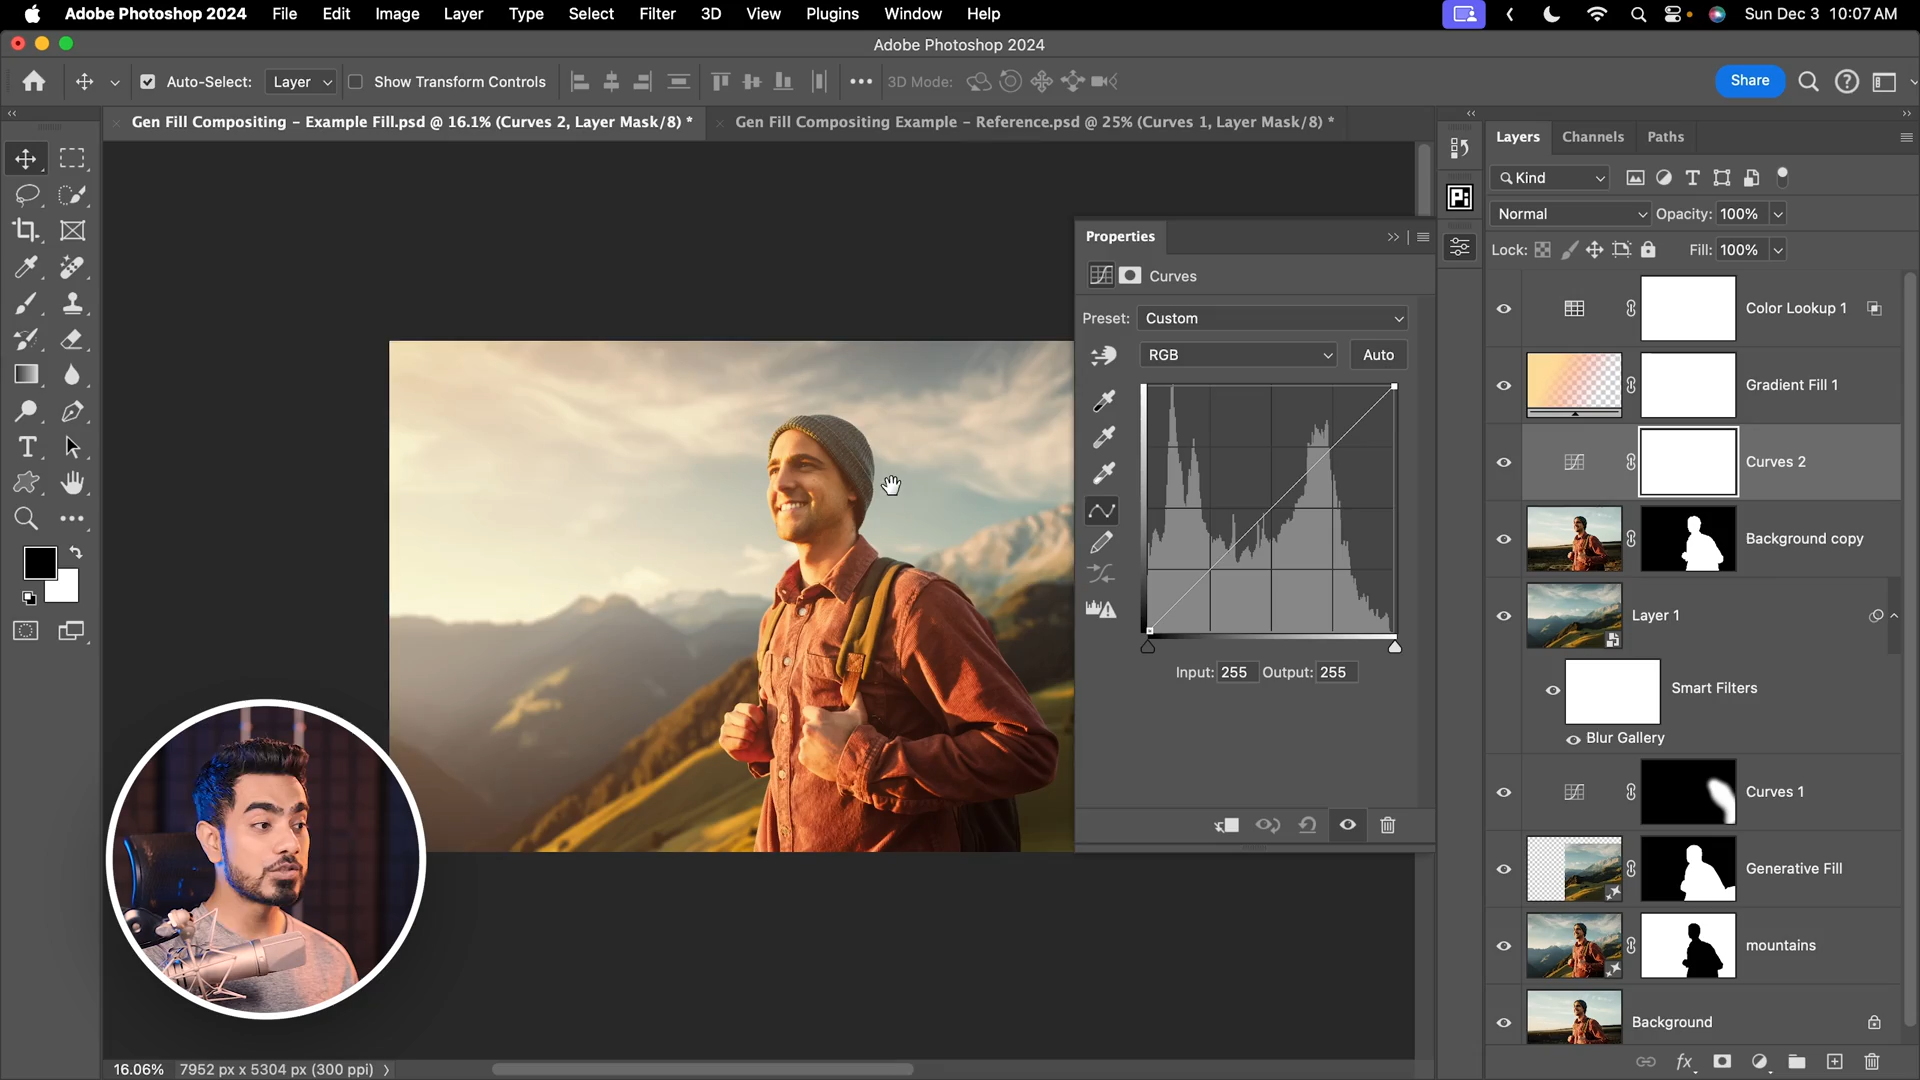 Adobe Photoshop 2024 File Edit Image Layer Type Select Filter 3D View Plugins Window Help Sun Dec 3 10:07 AM
Adobe Photoshop 2024
Auto-Select: Layer Show Transform Controls 3D Mode: Share
Gen Fill Compositing – Example Fill.psd @ 16.1% (Curves 2, Layer Mask/8) * Gen Fill Compositing Example – Reference.psd @ 25% (Curves 1, Layer Mask/8) *
Layers Channels Paths
Kind
Pi
Normal Opacity: 100%
Lock: Fill: 100%
Properties
Curves
Preset: Custom
RGB Auto
Input: 255 Output: 255
Color Lookup 1
Gradient Fill 1
Curves 2
Background copy
Layer 1
Smart Filters
Blur Gallery
Curves 1
Generative Fill
mountains
Background
16.06% 7952 px x 5304 px (300 ppi)